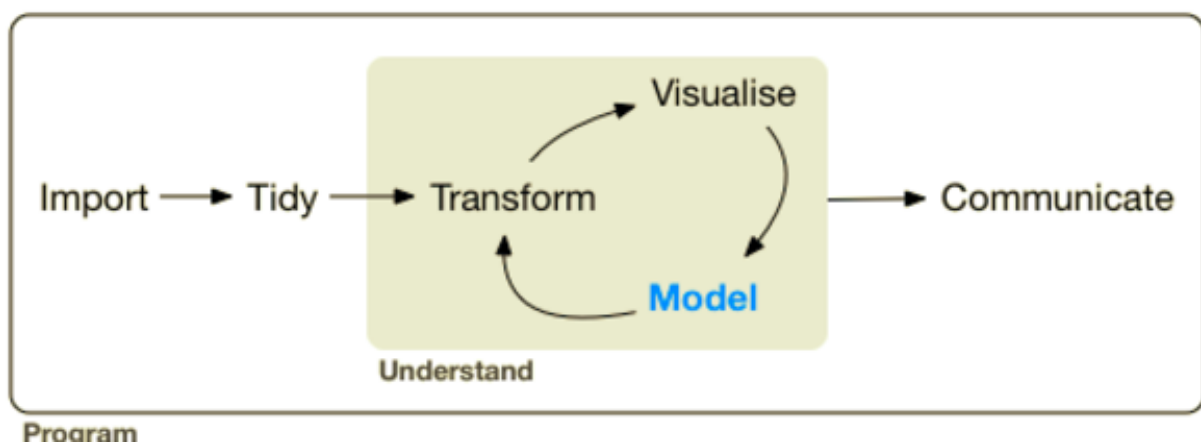 Visualise
Import Tidy Transform Communicate
Model
Understand
Program